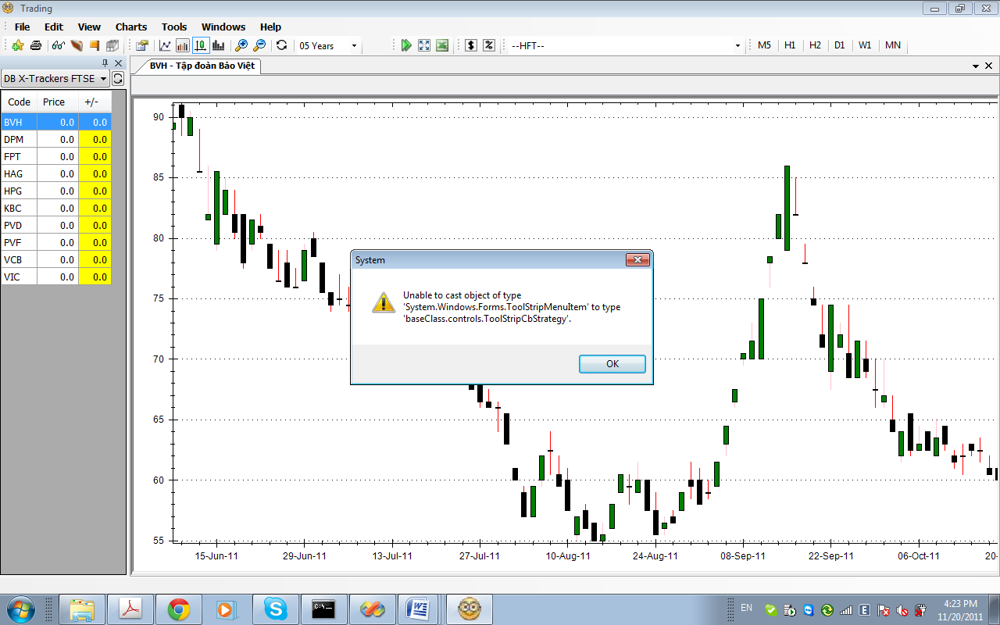 Trading
File Edit View Charts Tools Windows Help
05 Years --HFT-- M5 H1 H2 D1 W1 MN
BVH - Tập đoàn Bảo Việt
DB X-Trackers FTSE
Code Price +/-
BVH 0.0 0.0
DPM 0.0 0.0
FPT 0.0 0.0
HAG 0.0 0.0
HPG 0.0 0.0
KBC 0.0 0.0
PVD 0.0 0.0
PVF 0.0 0.0
VCB 0.0 0.0
VIC 0.0 0.0
90
85
80
75
70
65
60
55
15-Jun-11 29-Jun-11 13-Jul-11 27-Jul-11 10-Aug-11 24-Aug-11 08-Sep-11 22-Sep-11 06-Oct-11 20-
System
Unable to cast object of type
'System.Windows.Forms.ToolStripMenuItem' to type
'baseClass.controls.ToolStripCbStrategy'.
OK
EN
4:23 PM
11/20/2011